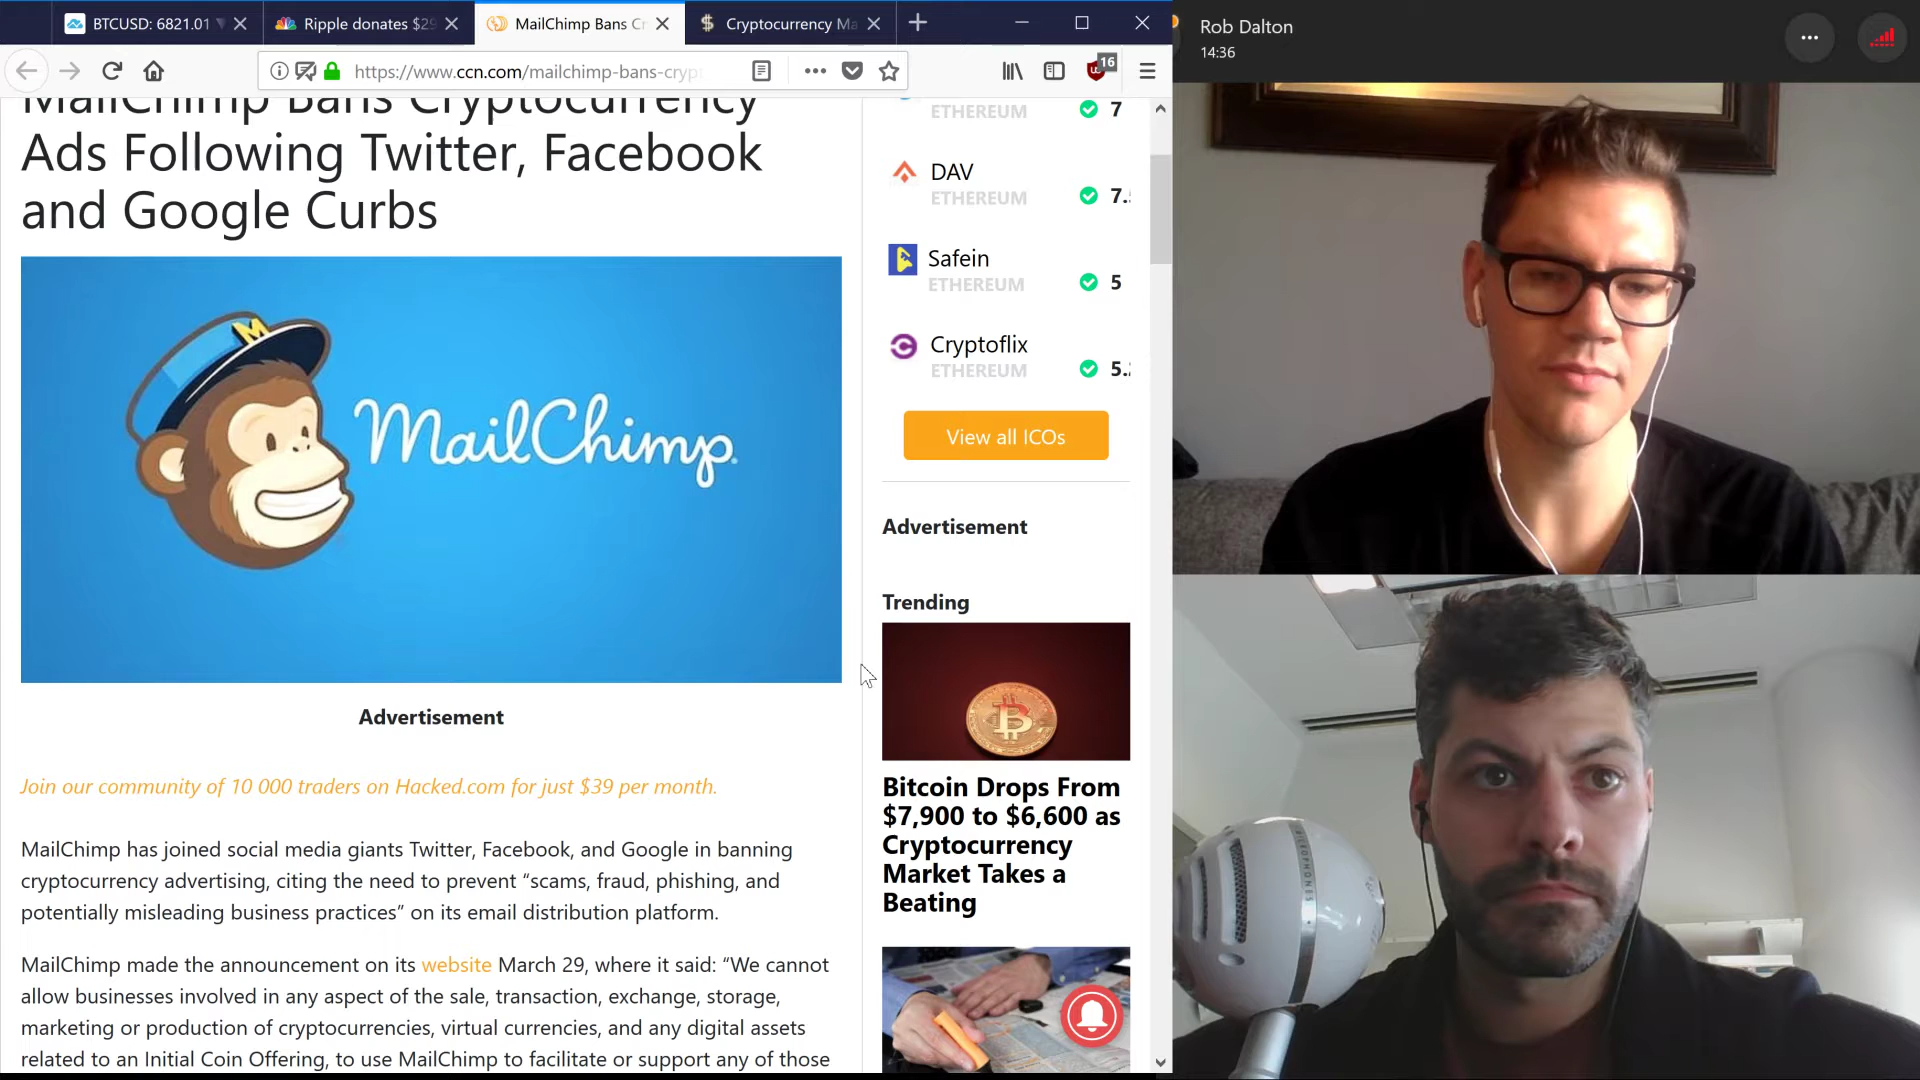 BTCUSD: 6821.01
Ripple donates $29
MailChimp Bans Cr
Cryptocurrency Ma
https://www.ccn.com/mailchimp-bans-cryp
16
Rob Dalton
14:36
MailChimp Bans Cryptocurrency
Ads Following Twitter, Facebook
and Google Curbs
MailChimp
Advertisement
Join our community of 10 000 traders on Hacked.com for just $39 per month.
MailChimp has joined social media giants Twitter, Facebook, and Google in banning
cryptocurrency advertising, citing the need to prevent “scams, fraud, phishing, and
potentially misleading business practices” on its email distribution platform.
MailChimp made the announcement on its website March 29, where it said: “We cannot
allow businesses involved in any aspect of the sale, transaction, exchange, storage,
marketing or production of cryptocurrencies, virtual currencies, and any digital assets
related to an Initial Coin Offering, to use MailChimp to facilitate or support any of those
ETHEREUM
7
DAV
ETHEREUM
7.
Safein
ETHEREUM
5
Cryptoflix
ETHEREUM
5.
View all ICOs
Advertisement
Trending
Bitcoin Drops From
$7,900 to $6,600 as
Cryptocurrency
Market Takes a
Beating